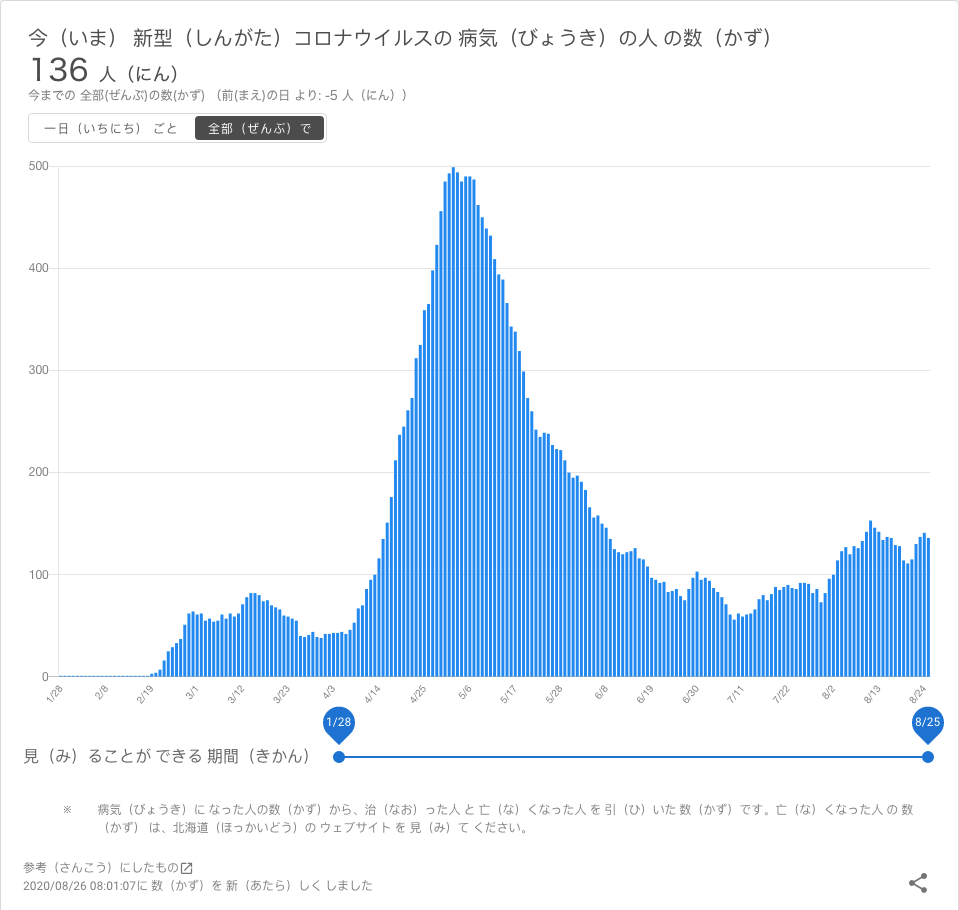 今（いま） 新型（しんがた）コロナウイルスの 病気（びょうき）の人 の数（かず）
136 人（にん）
今までの 全部(ぜんぶ)の数(かず) （前(まえ)の日 より: -5 人（にん））
一日（いちにち） ごと 全部（ぜんぶ）で
500
400
300
200
100
0
1/28 2/8 2/19 3/1 3/12 3/23 4/3 4/14 4/25 5/6 5/17 5/28 6/8 6/19 6/30 7/11 7/22 8/2 8/13 8/24
1/28 8/25
見（み）ることが できる 期間（きかん）
※ 病気（びょうき）に なった人の数（かず）から、治（なお）った人 と 亡（な）くなった人 を 引（ひ）いた 数（かず）です。亡（な）くなった人 の 数
（かず） は、北海道（ほっかいどう）の ウェブサイト を 見（み）て ください。
参考（さんこう）にしたもの
2020/08/26 08:01:07に 数（かず）を 新（あたら）しく しました